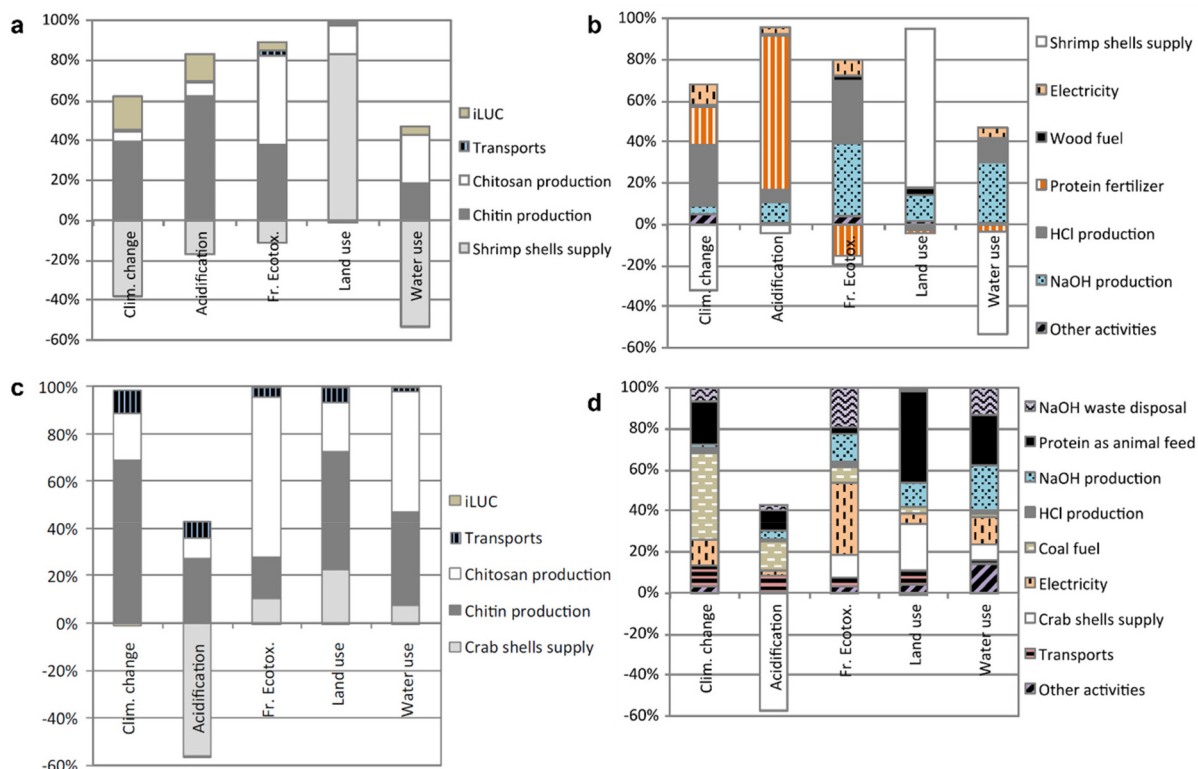 a
100%
80%
60%
40%
20%
0%
-20%
-40%
-60%
Clim. change
Acidification
Fr. Ecotox.
Land use
Water use
iLUC
Transports
Chitosan production
Chitin production
Shrimp shells supply
b
100%
80%
60%
40%
20%
0%
-20%
-40%
-60%
Clim. change
Acidification
Fr. Ecotox.
Land use
Water use
Shrimp shells supply
Electricity
Wood fuel
Protein fertilizer
HCl production
NaOH production
Other activities
c
100%
80%
60%
40%
20%
0%
-20%
-40%
-60%
Clim. change
Acidification
Fr. Ecotox.
Land use
Water use
iLUC
Transports
Chitosan production
Chitin production
Crab shells supply
d
100%
80%
60%
40%
20%
0%
-20%
-40%
-60%
Clim. change
Acidification
Fr. Ecotox.
Land use
Water use
NaOH waste disposal
Protein as animal feed
NaOH production
HCl production
Coal fuel
Electricity
Crab shells supply
Transports
Other activities